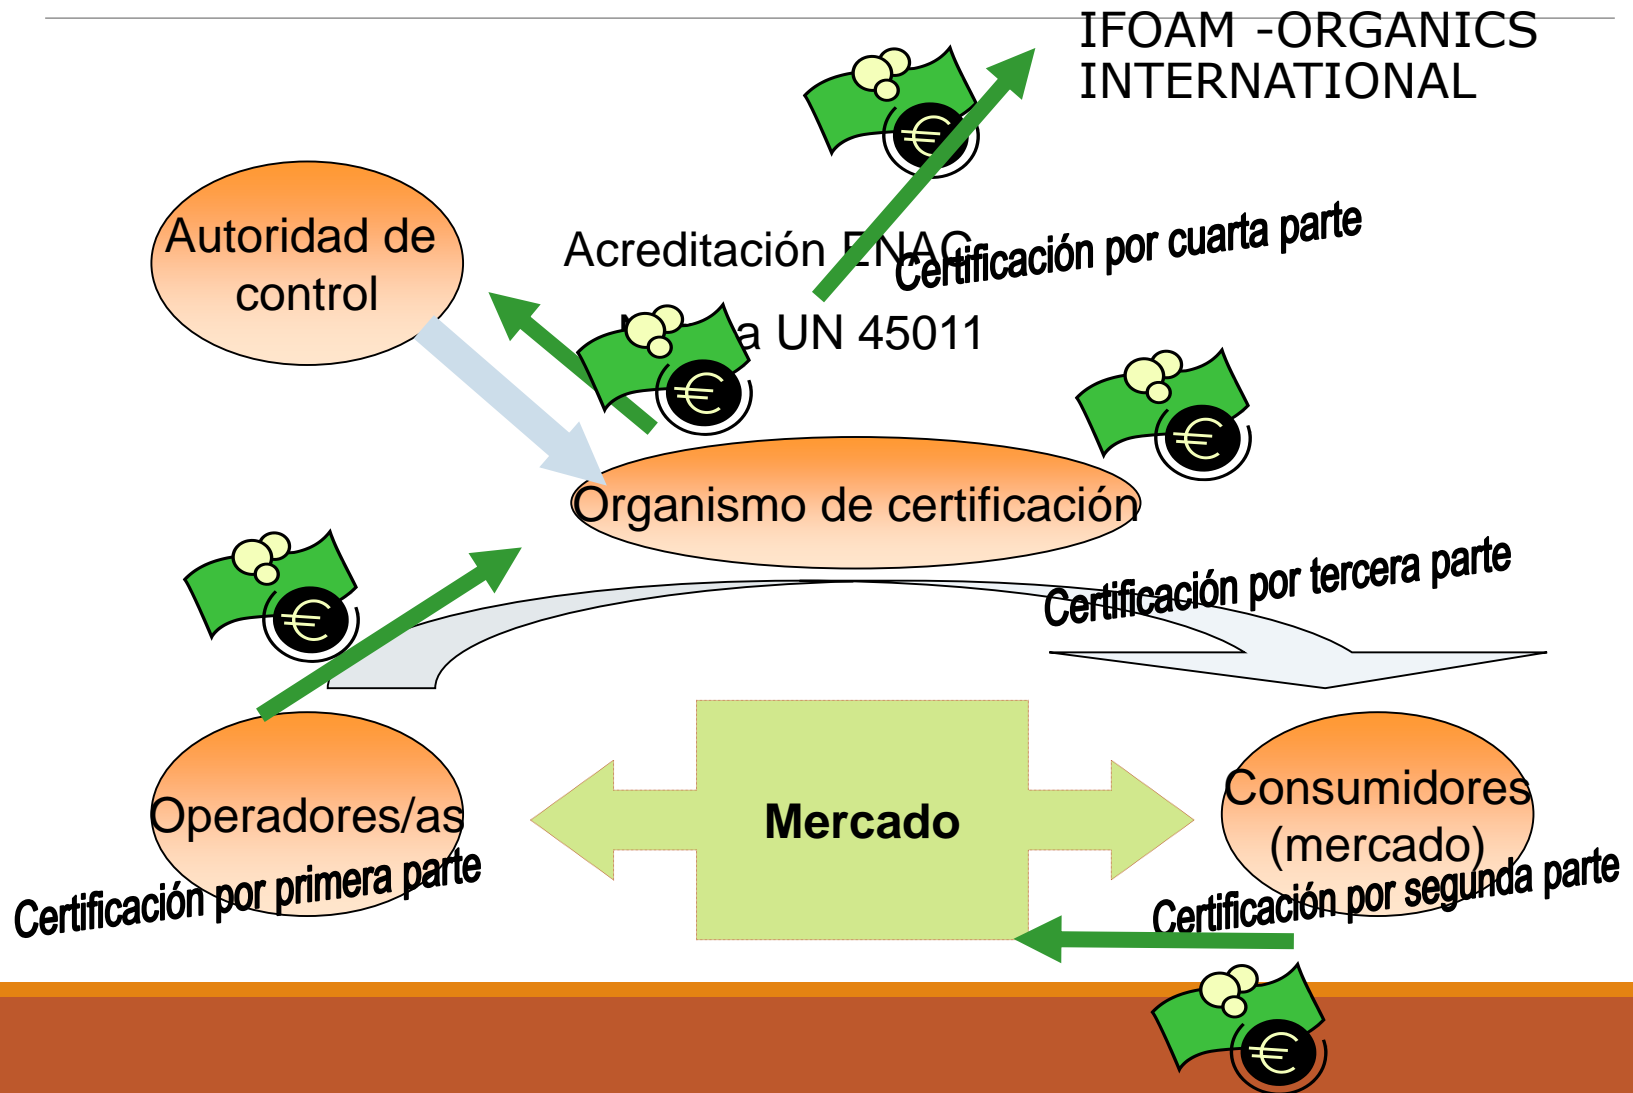 IFOAM -ORGANICS
INTERNATIONAL
Autoridad de
control
Acreditación ENAC
Certificación por cuarta parte
UN 45011
Organismo de certificación
Certificación por tercera parte
Mercado
Operadores/as
Certificación por primera parte
Consumidores
(mercado)
Certificación por segunda parte